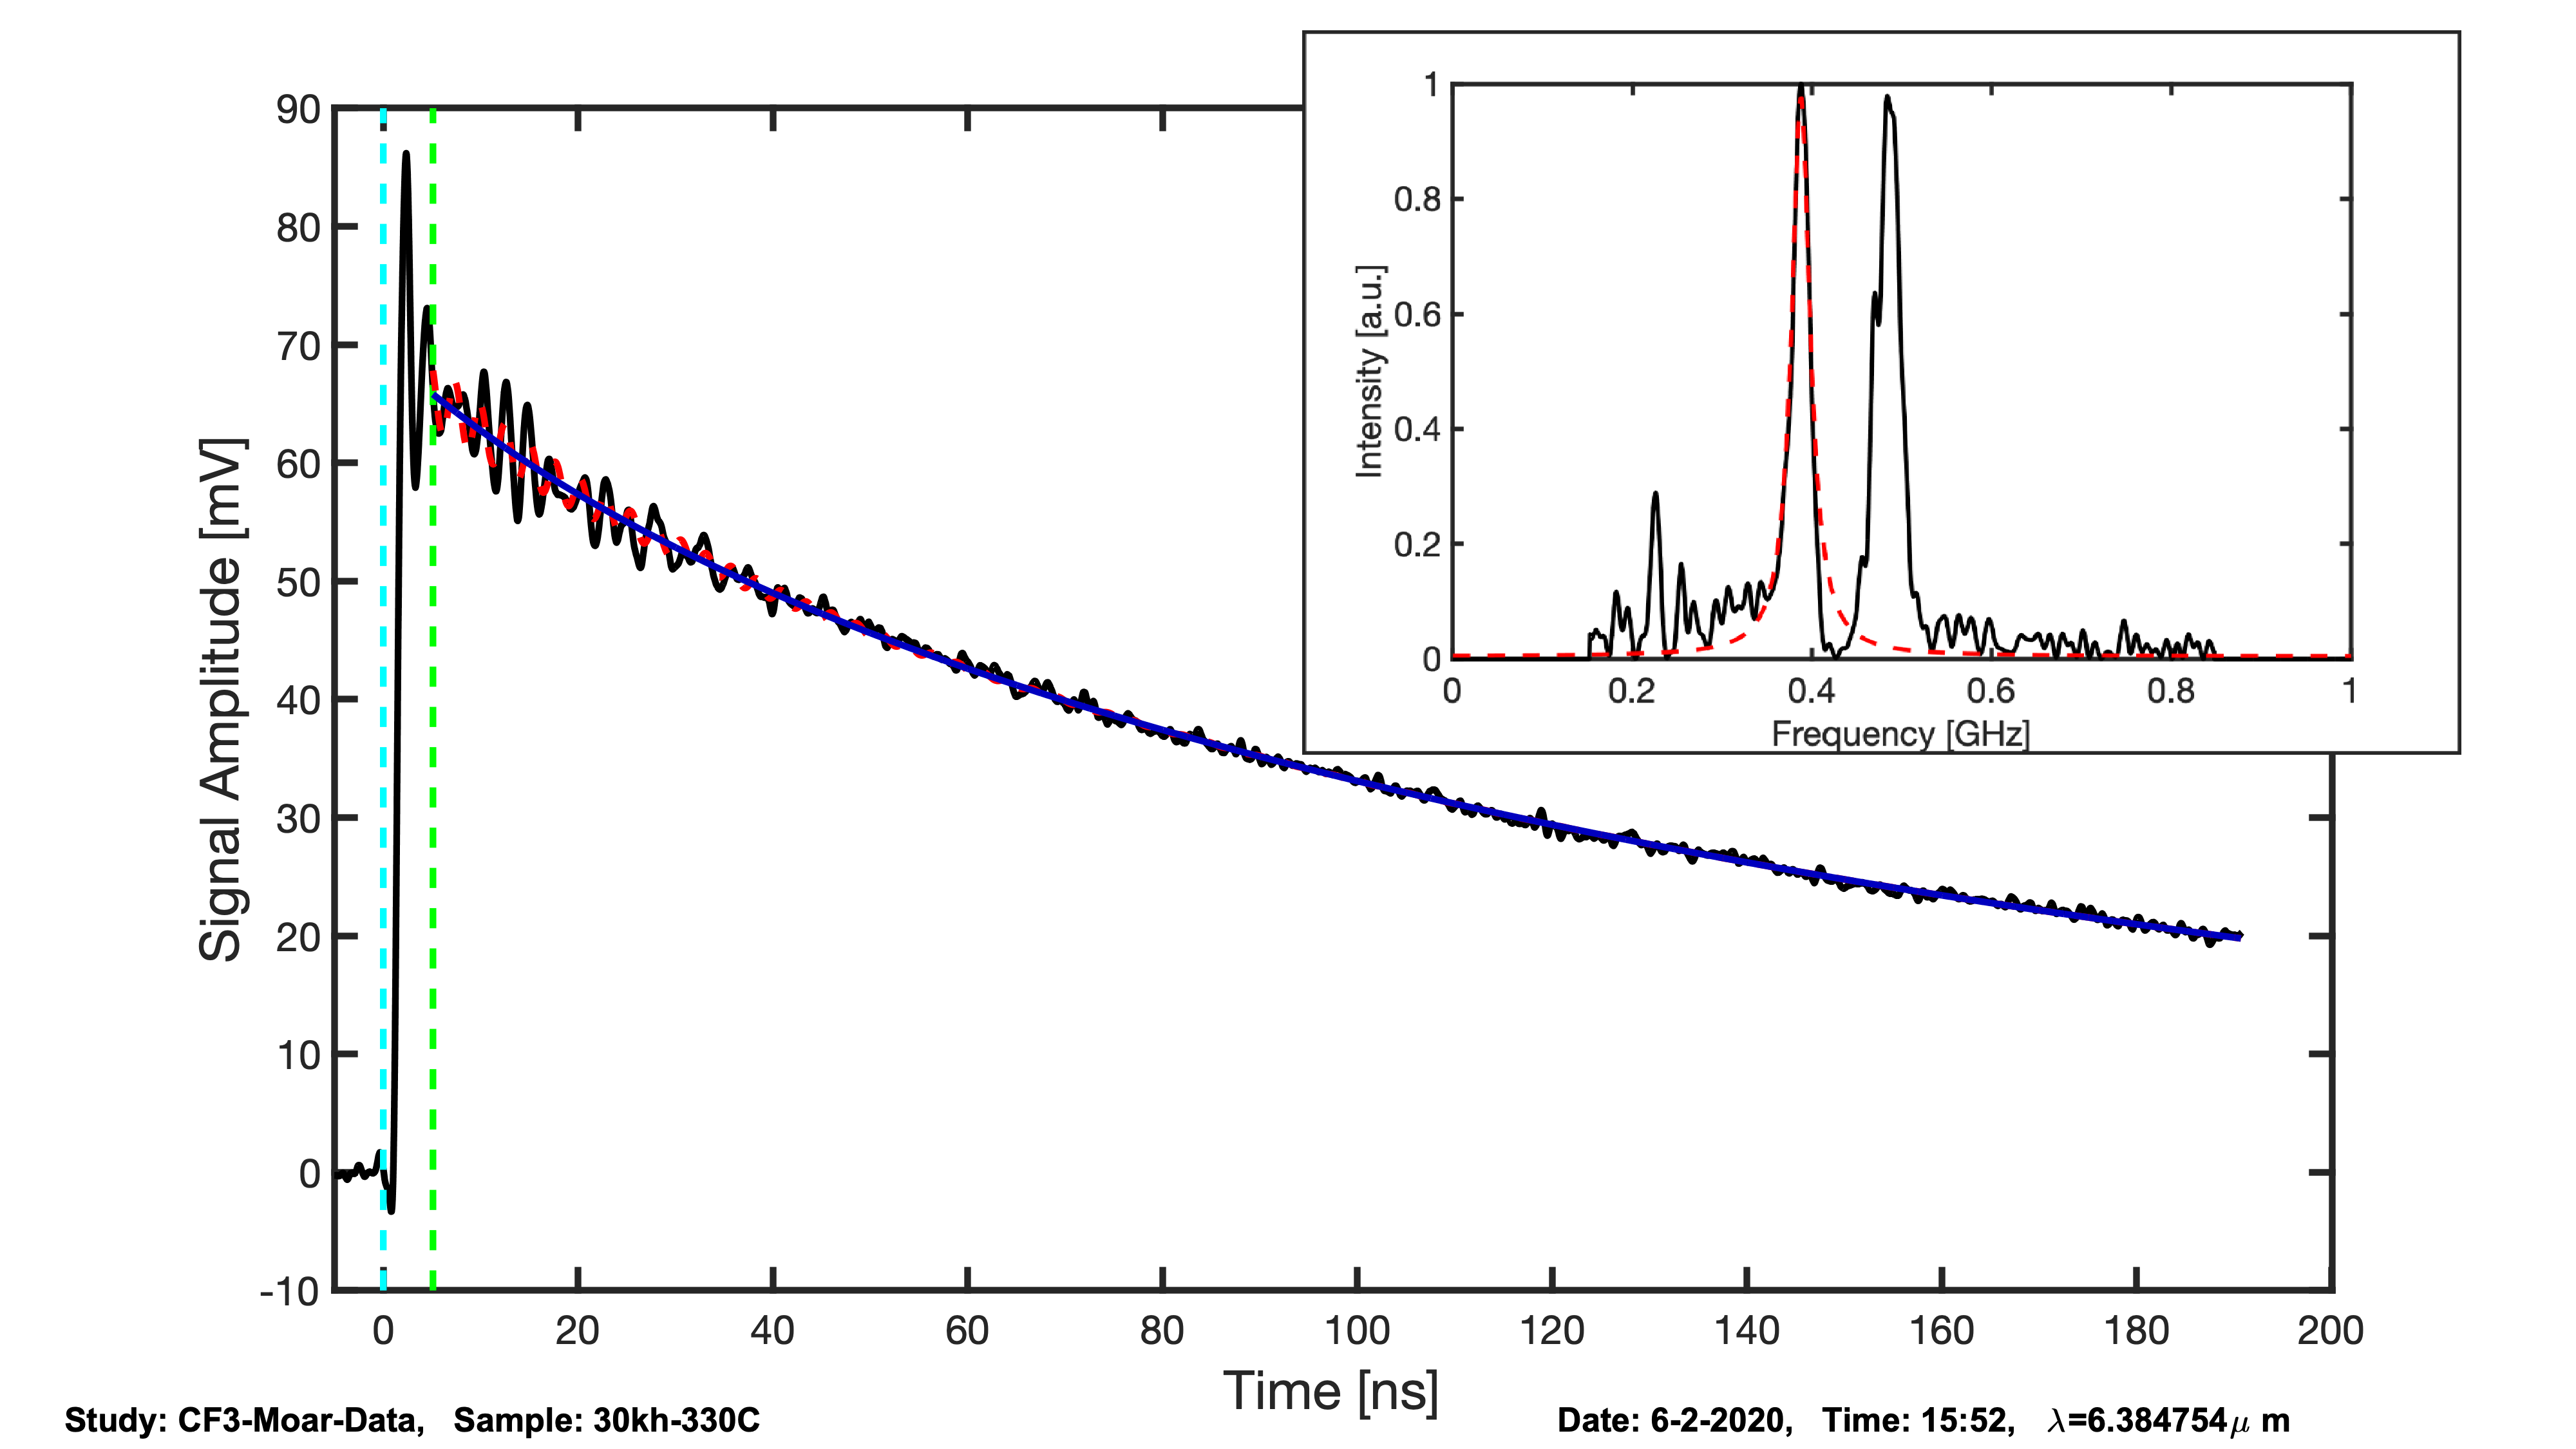 90
80
70
60
50
40
30
20
10
0
-10
Signal Amplitude [mV]
0 20 40 60 80 100 120 140 160 180 200
Time [ns]
1
0.8
0.6
0.4
0.2
0
Intensity [a.u.]
0 0.2 0.4 0.6 0.8 1
Frequency [GHz]
Study: CF3-Moar-Data, Sample: 30kh-330C
Date: 6-2-2020, Time: 15:52, λ=6.384754μ m